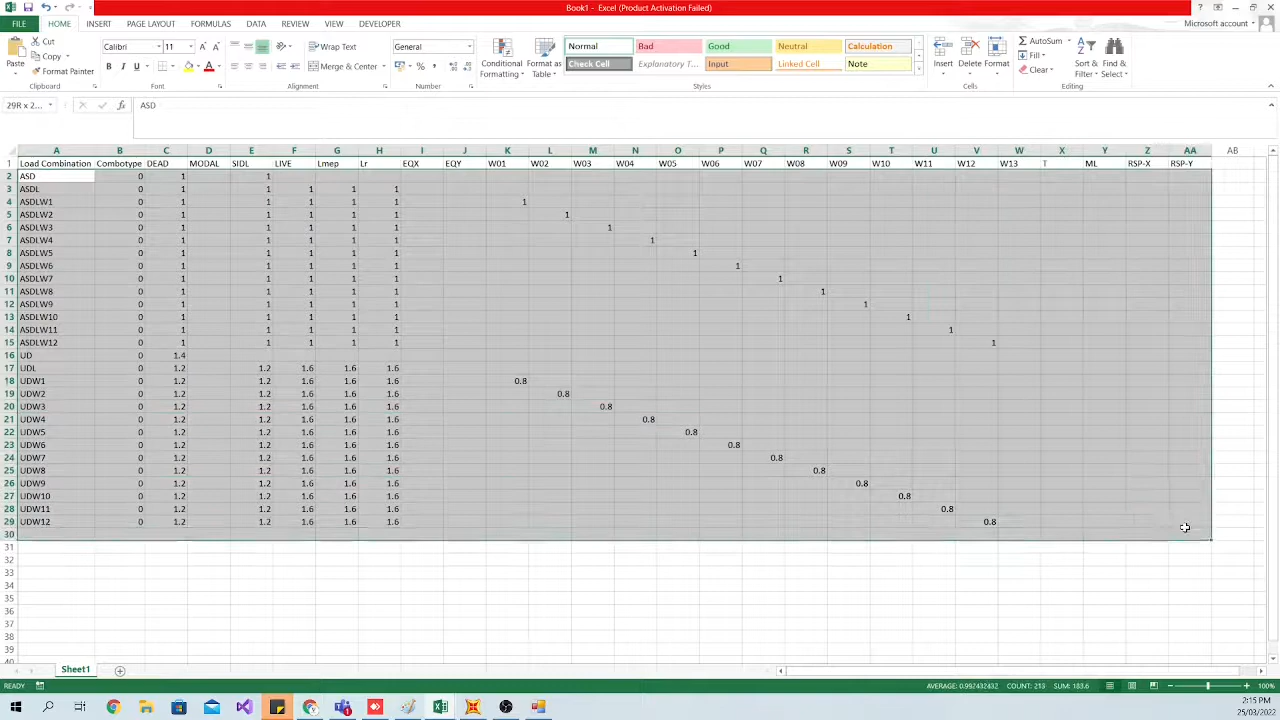 Book1 - Excel (Product Activation Failed)
FILE HOME INSERT PAGE LAYOUT FORMULAS DATA REVIEW VIEW DEVELOPER Microsoft account
Cut Calibri 11 Wrap Text General Normal Bad Good Neutral Calculation AutoSum
Copy Fill
Paste Format Painter Merge & Center Conditional Formatting Format as Table Check Cell Explanatory T... Input Linked Cell Note Insert Delete Format Clear Sort & Filter Find & Select
Clipboard Font Alignment Number Styles Cells Editing
29R x 2... ASD
A B C D E F G H I J K L M N O P Q R S T U V W X Y Z AA AB
1 Load Combination Combotype DEAD MODAL SIDL LIVE Lmep Lr EQX EQY W01 W02 W03 W04 W05 W06 W07 W08 W09 W10 W11 W12 W13 T ML RSP-X RSP-Y
2 ASD 0 1 1
3 ASDL 0 1 1 1 1 1
4 ASDLW1 0 1 1 1 1 1 1
5 ASDLW2 0 1 1 1 1 1 1
6 ASDLW3 0 1 1 1 1 1 1
7 ASDLW4 0 1 1 1 1 1 1
8 ASDLW5 0 1 1 1 1 1 1
9 ASDLW6 0 1 1 1 1 1 1
10 ASDLW7 0 1 1 1 1 1 1
11 ASDLW8 0 1 1 1 1 1 1
12 ASDLW9 0 1 1 1 1 1 1
13 ASDLW10 0 1 1 1 1 1 1
14 ASDLW11 0 1 1 1 1 1 1
15 ASDLW12 0 1 1 1 1 1 1
16 UD 0 1.4
17 UDL 0 1.2 1.2 1.6 1.6 1.6
18 UDW1 0 1.2 1.2 1.6 1.6 1.6 0.8
19 UDW2 0 1.2 1.2 1.6 1.6 1.6 0.8
20 UDW3 0 1.2 1.2 1.6 1.6 1.6 0.8
21 UDW4 0 1.2 1.2 1.6 1.6 1.6 0.8
22 UDW5 0 1.2 1.2 1.6 1.6 1.6 0.8
23 UDW6 0 1.2 1.2 1.6 1.6 1.6 0.8
24 UDW7 0 1.2 1.2 1.6 1.6 1.6 0.8
25 UDW8 0 1.2 1.2 1.6 1.6 1.6 0.8
26 UDW9 0 1.2 1.2 1.6 1.6 1.6 0.8
27 UDW10 0 1.2 1.2 1.6 1.6 1.6 0.8
28 UDW11 0 1.2 1.2 1.6 1.6 1.6 0.8
29 UDW12 0 1.2 1.2 1.6 1.6 1.6 0.8
30
31
32
33
34
35
36
37
38
39
40
Sheet1
READY AVERAGE: 0.992432432 COUNT: 213 SUM: 183.6 100%
2:15 PM
25/03/2022